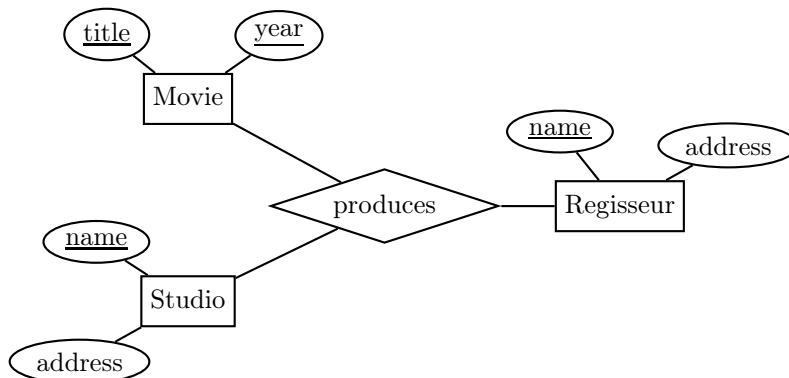 title
year
Movie
name
address
produces
Regisseur
name
Studio
address